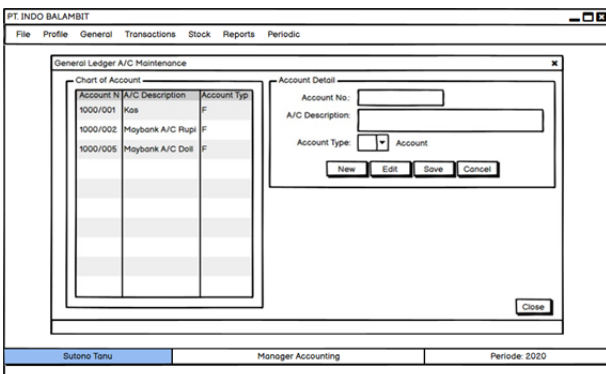 PT. INDO BALAMBIT
File Profile General Transactions Stock Reports Periodic
General Ledger A/C Maintenance
Chart of Account
Account N A/C Description Account Typ
1000/001 Kas F
1000/002 Maybank A/C Rupi F
1000/005 Maybank A/C Doll F
Account Detail
Account No.:
A/C Description:
Account Type: Account
New Edit Save Cancel
Close
Sutono Tanu Manager Accounting Periode: 2020